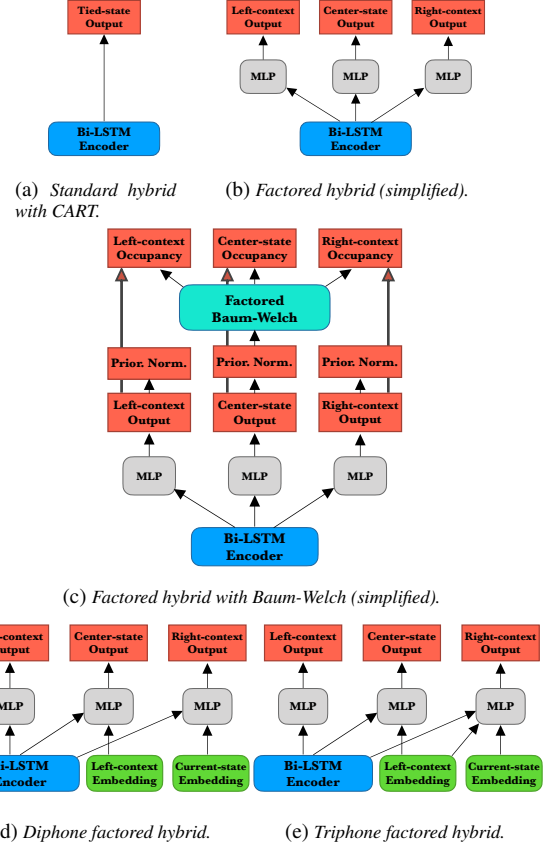 Tied-state
Output
Bi-LSTM
Encoder
(a) Standard hybrid
with CART.
Left-context
Output
Center-state
Output
Right-context
Output
MLP
MLP
MLP
Bi-LSTM
Encoder
(b) Factored hybrid (simplified).
Left-context
Occupancy
Center-state
Occupancy
Right-context
Occupancy
Factored
Baum-Welch
Prior. Norm.
Prior. Norm.
Prior. Norm.
Left-context
Output
Center-state
Output
Right-context
Output
MLP
MLP
MLP
Bi-LSTM
Encoder
(c) Factored hybrid with Baum-Welch (simplified).
-context
utput
Center-state
Output
Right-context
Output
MLP
MLP
MLP
i-LSTM
ncoder
Left-context
Embedding
Current-state
Embedding
d) Diphone factored hybrid.
Left-context
Output
Center-state
Output
Right-context
Output
MLP
MLP
MLP
Bi-LSTM
Encoder
Left-context
Embedding
Current-state
Embedding
(e) Triphone factored hybrid.